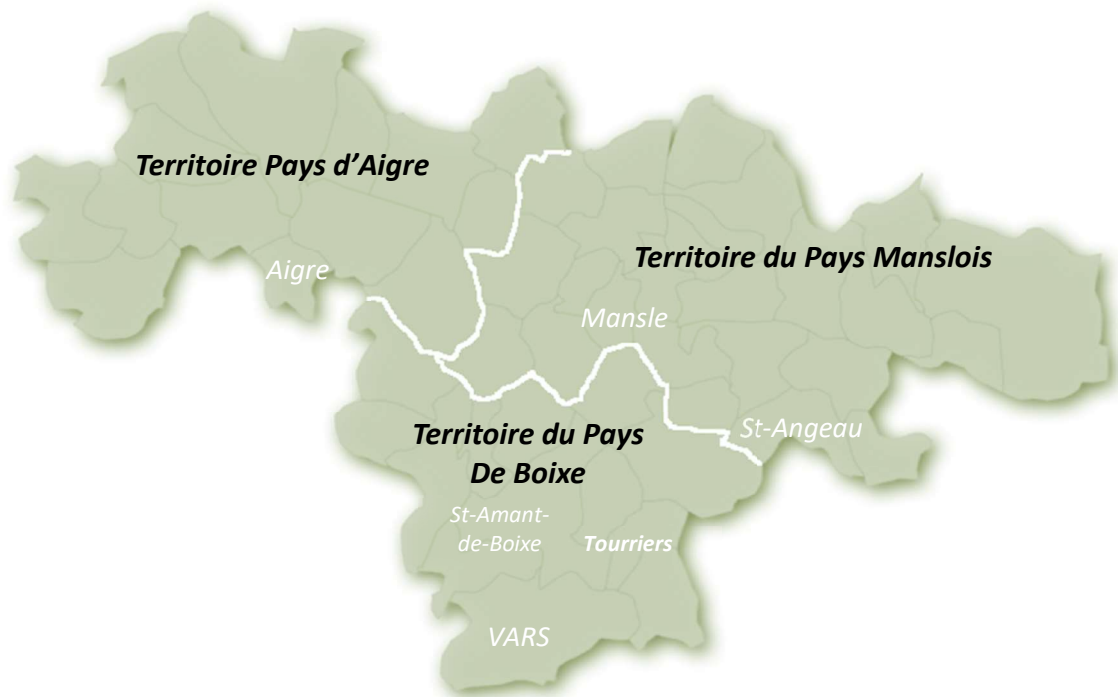 Territoire Pays d’Aigre
Aigre
Territoire du Pays Manslois
Mansle
St-Angeau
Territoire du Pays
De Boixe
St-Amant-
de-Boixe
Tourriers
VARS